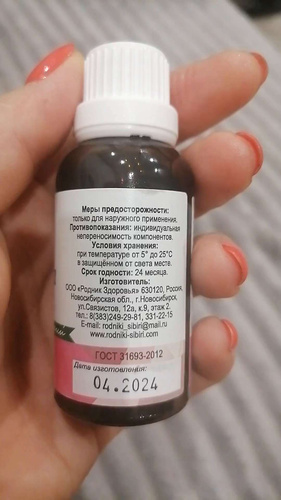 Меры предосторожности:
только для наружного применения.
Противопоказания: индивидуальная
непереносимость компонентов.
Условия хранения:
при температуре от 5° до 25°С
в защищённом от света месте.
Срок годности: 24 месяца.
Изготовитель:
ООО «Родник Здоровья» 630120, Россия,
Новосибирская обл., г.Новосибирск,
ул.Связистов, 12а, к.9, этаж 2.
тел.: 8(383)249-29-81, 331-22-15
E-mail: rodniki_sibiri@mail.ru
www.rodniki-sibiri.com
ГОСТ 31693-2012
Дата изготовления:
04.2024